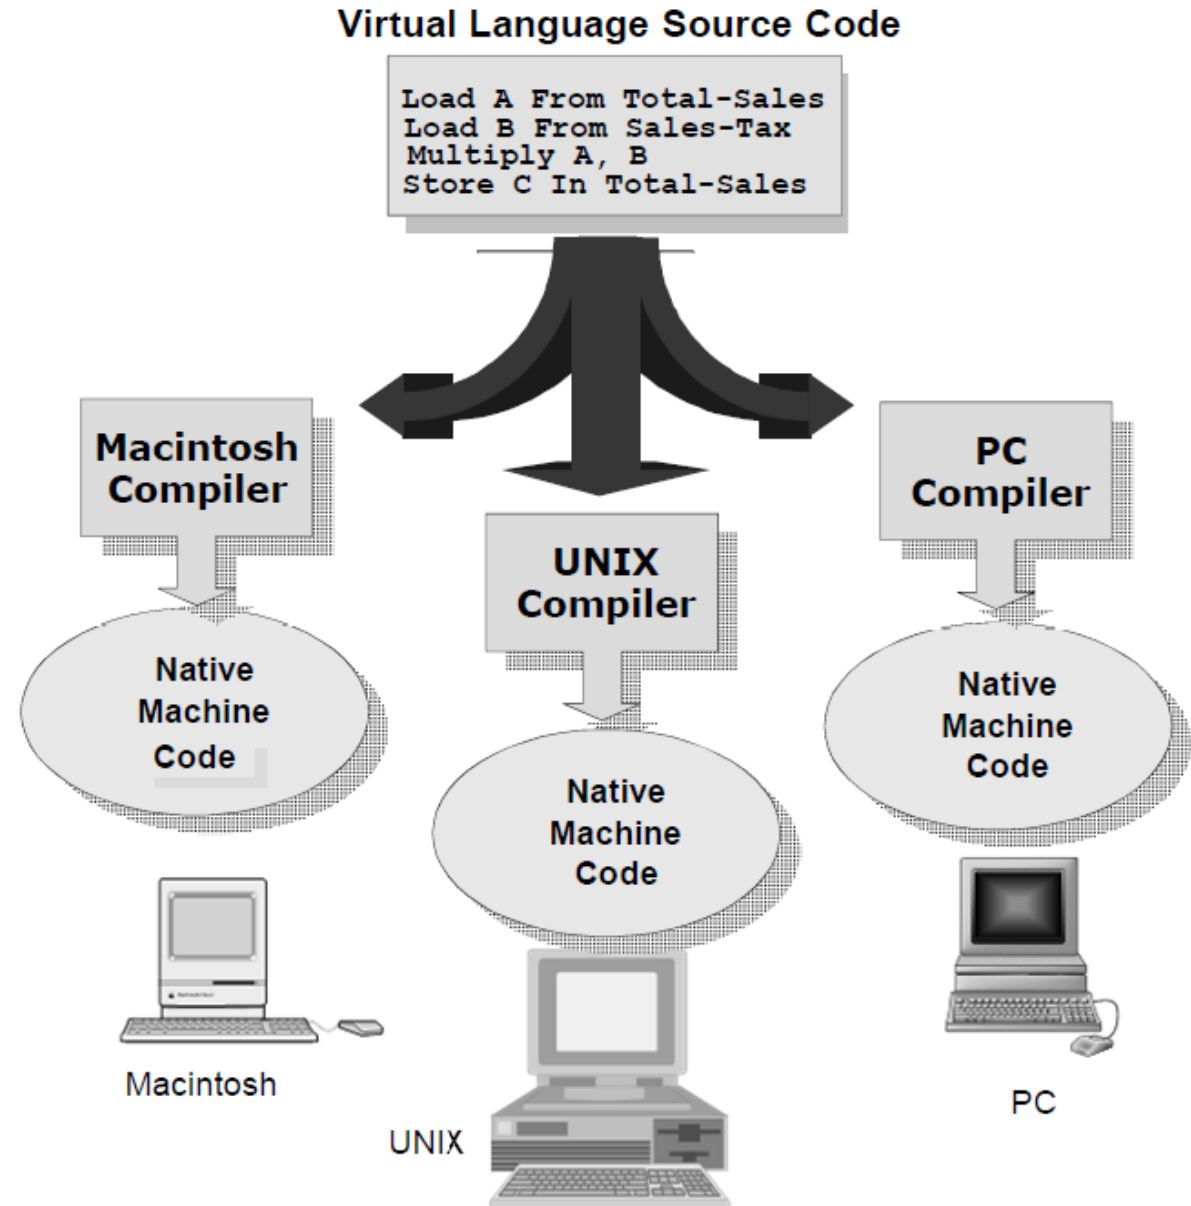 Virtual Language Source Code
Load A From Total-Sales
Load B From Sales-Tax
Multiply A, B
Store C In Total-Sales
Macintosh
Compiler
PC
Compiler
UNIX
Compiler
Native
Machine
Code
Native
Machine
Code
Native
Machine
Code
Macintosh
UNIX
PC